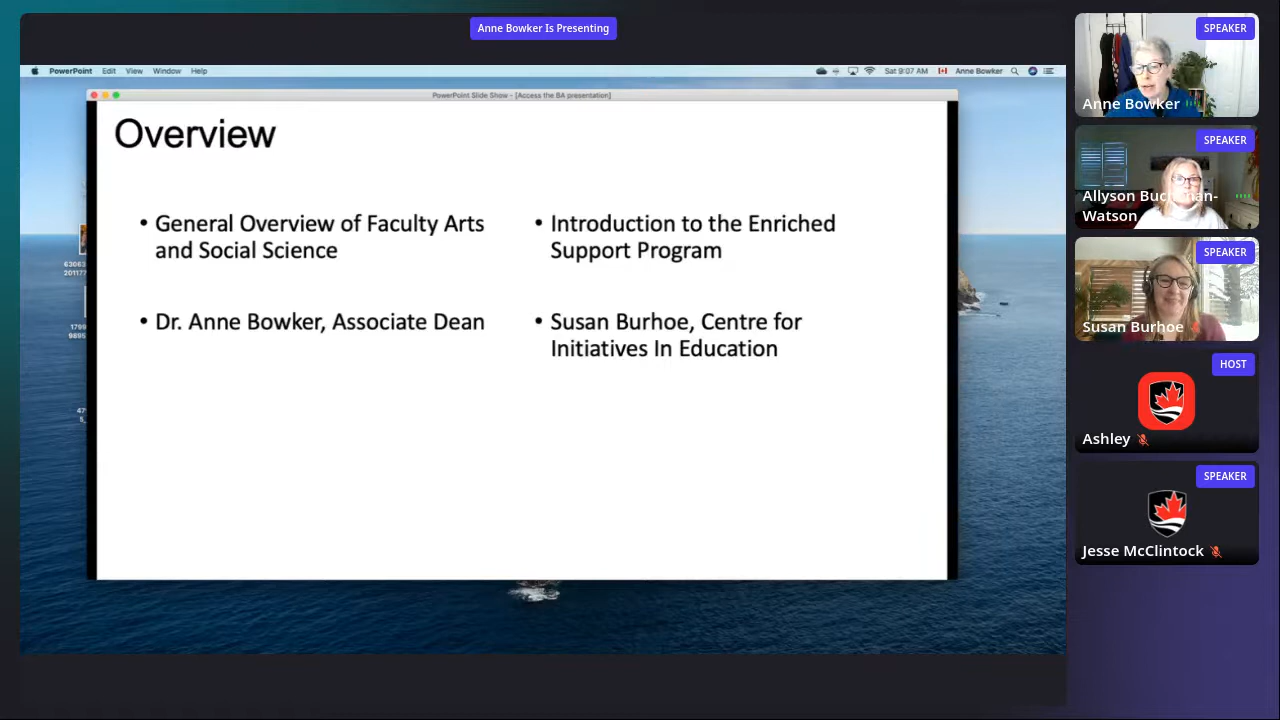 Anne Bowker Is Presenting
PowerPoint Edit View Window Help
Sat 9:07 AM Anne Bowker
PowerPoint Slide Show - [Access the BA presentation]
Overview
• General Overview of Faculty Arts
and Social Science
• Dr. Anne Bowker, Associate Dean
• Introduction to the Enriched
Support Program
• Susan Burhoe, Centre for
Initiatives In Education
SPEAKER
Anne Bowker
SPEAKER
Allyson Buchanan-
Watson
SPEAKER
Susan Burhoe
HOST
Ashley
SPEAKER
Jesse McClintock